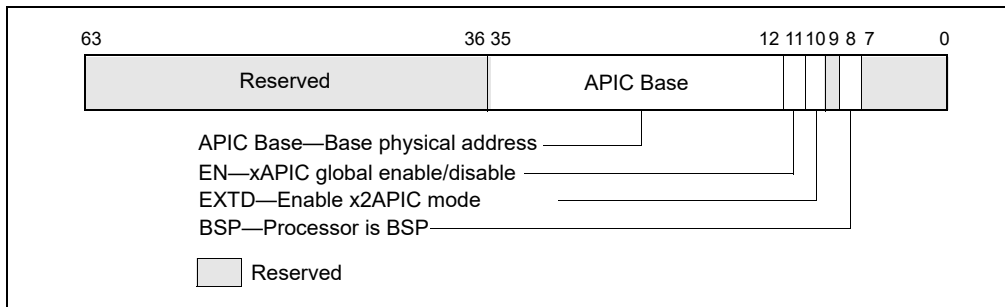 63 36 35 12 11 10 9 8 7 0
Reserved APIC Base
APIC Base—Base physical address
EN—xAPIC global enable/disable
EXTD—Enable x2APIC mode
BSP—Processor is BSP
Reserved